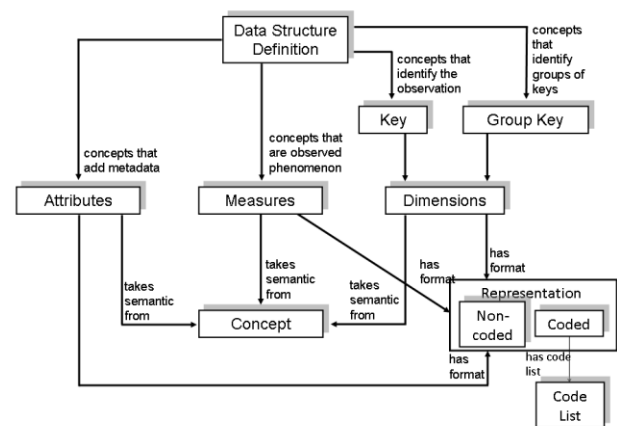 Data Structure
Definition
concepts
that
identify
groups of
keys
concepts that
identify the
observation
Key
Group Key
concepts that
add metadata
concepts that
are observed
phenomenon
Attributes
Measures
Dimensions
takes
semantic
from
takes
semantic
from
takes
semantic
from
has
format
has
format
Representation
Non-
coded
Coded
Concept
has
format
has code
list
Code
List